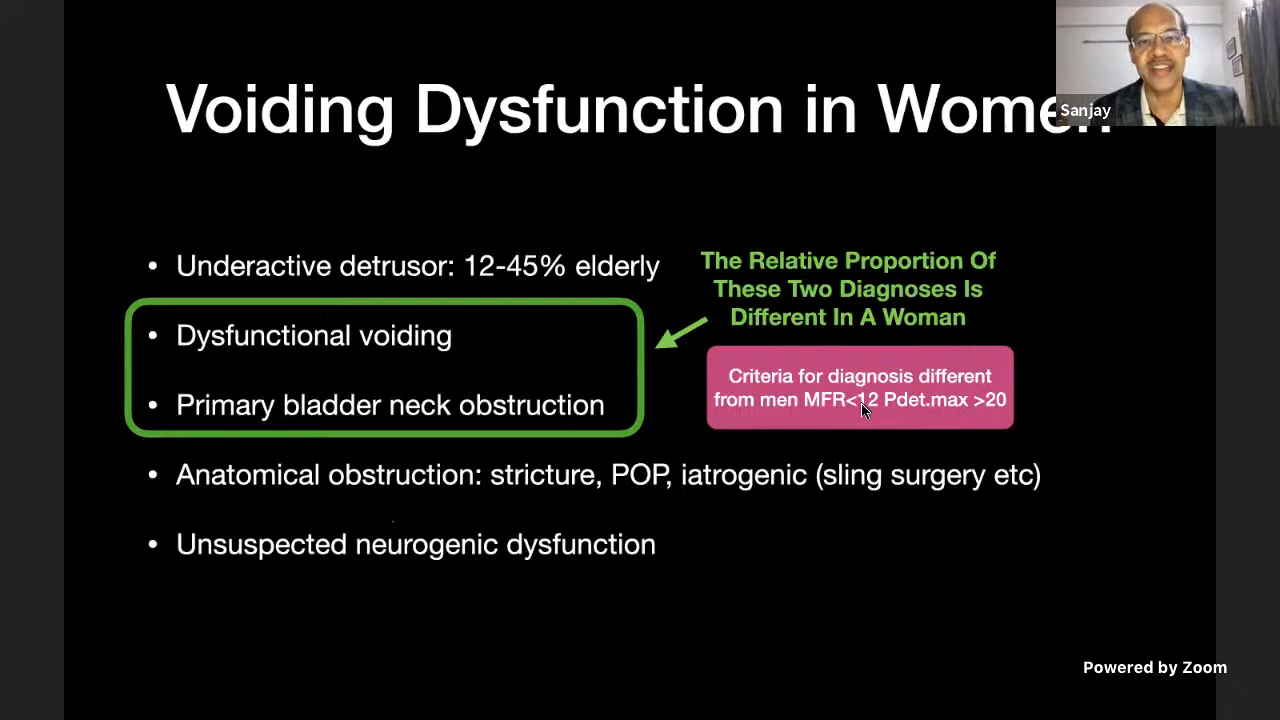 Voiding Dysfunction in Women
Sanjay
• Underactive detrusor: 12-45% elderly
The Relative Proportion Of
These Two Diagnoses Is
Different In A Woman
• Dysfunctional voiding
Criteria for diagnosis different
from men MFR<12 Pdet.max >20
• Primary bladder neck obstruction
• Anatomical obstruction: stricture, POP, iatrogenic (sling surgery etc)
• Unsuspected neurogenic dysfunction
Powered by Zoom